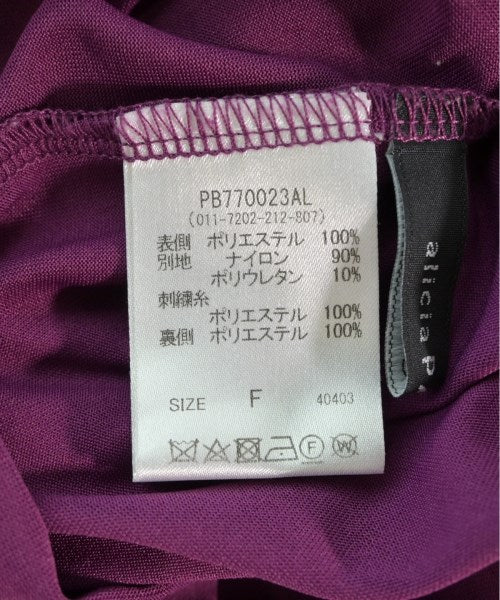 PB770023AL
(011-7202-212-807)
表側 ポリエステル 100%
別地 ナイロン 90%
ポリウレタン 10%
刺繍糸
ポリエステル 100%
裏側 ポリエステル 100%
SIZE F 40403
F W
alicia